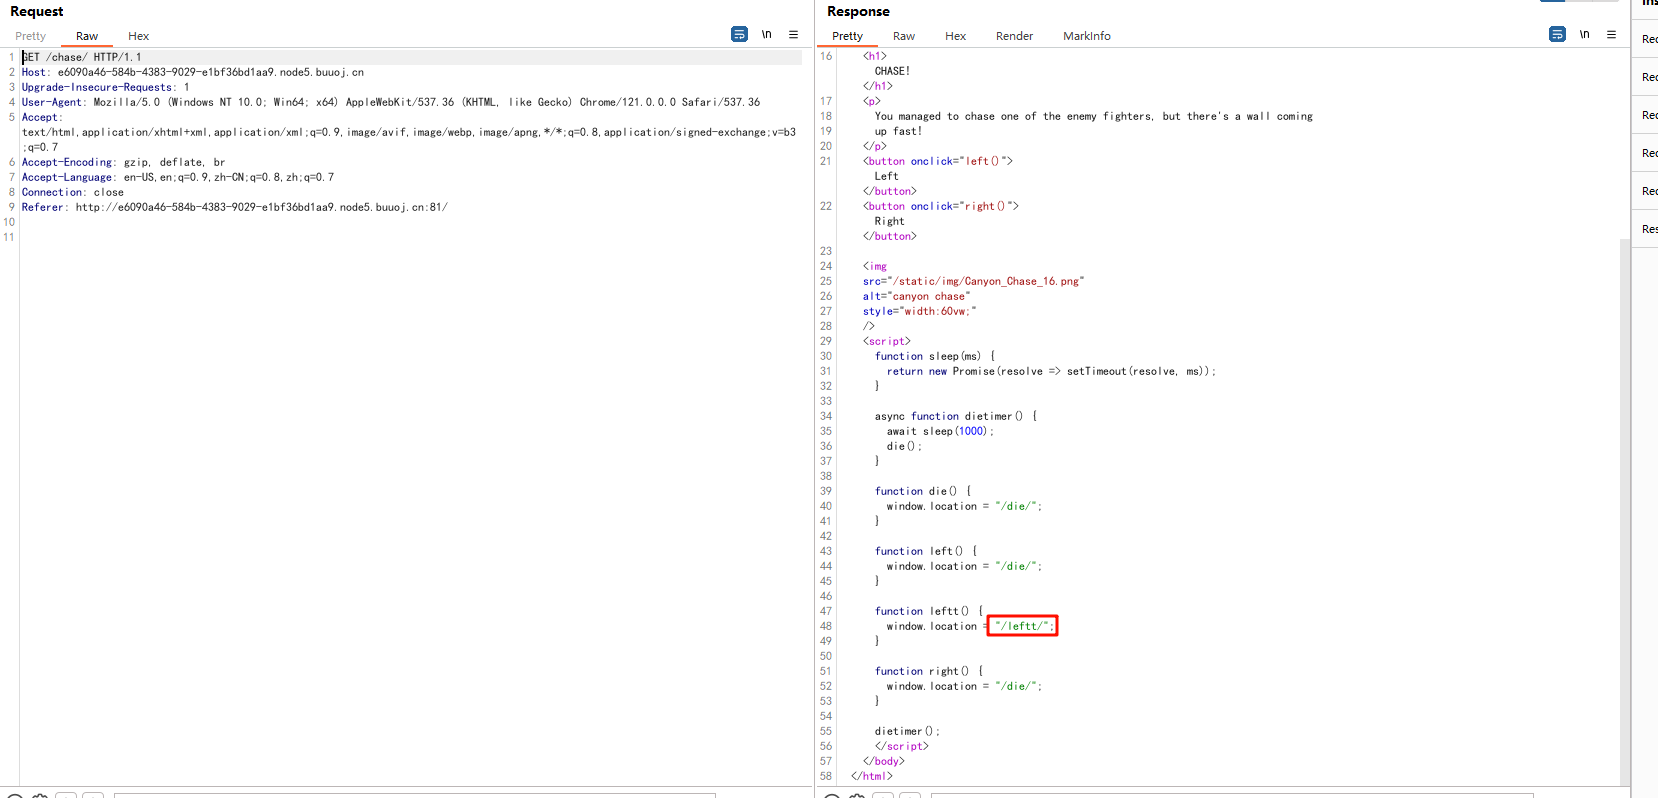 Request
Pretty Raw Hex
\n
1 GET /chase/ HTTP/1.1
2 Host: e6090a46-584b-4383-9029-e1bf36bd1aa9.node5.buuoj.cn
3 Upgrade-Insecure-Requests: 1
4 User-Agent: Mozilla/5.0 (Windows NT 10.0; Win64; x64) AppleWebKit/537.36 (KHTML, like Gecko) Chrome/121.0.0.0 Safari/537.36
5 Accept:
text/html,application/xhtml+xml,application/xml;q=0.9,image/avif,image/webp,image/apng,*/*;q=0.8,application/signed-exchange;v=b3
;q=0.7
6 Accept-Encoding: gzip, deflate, br
7 Accept-Language: en-US,en;q=0.9,zh-CN;q=0.8,zh;q=0.7
8 Connection: close
9 Referer: http://e6090a46-584b-4383-9029-e1bf36bd1aa9.node5.buuoj.cn:81/
10
11
Response
Pretty Raw Hex Render MarkInfo
\n
16 <h1>
CHASE!
</h1>
17 <p>
18 You managed to chase one of the enemy fighters, but there's a wall coming
19 up fast!
20 </p>
21 <button onclick="left()">
Left
</button>
22 <button onclick="right()">
Right
</button>
23
24 <img
25 src="/static/img/Canyon_Chase_16.png"
26 alt="canyon chase"
27 style="width:60vw;"
28 />
29 <script>
30 function sleep(ms) {
31 return new Promise(resolve => setTimeout(resolve, ms));
32 }
33
34 async function dietimer() {
35 await sleep(1000);
36 die();
37 }
38
39 function die() {
40 window.location = "/die/";
41 }
42
43 function left() {
44 window.location = "/die/";
45 }
46
47 function leftt() {
48 window.location = "/leftt/";
49 }
50
51 function right() {
52 window.location = "/die/";
53 }
54
55 dietimer();
56 </script>
57 </body>
58 </html>
Rec
Rec
Rec
Rec
Rec
Res